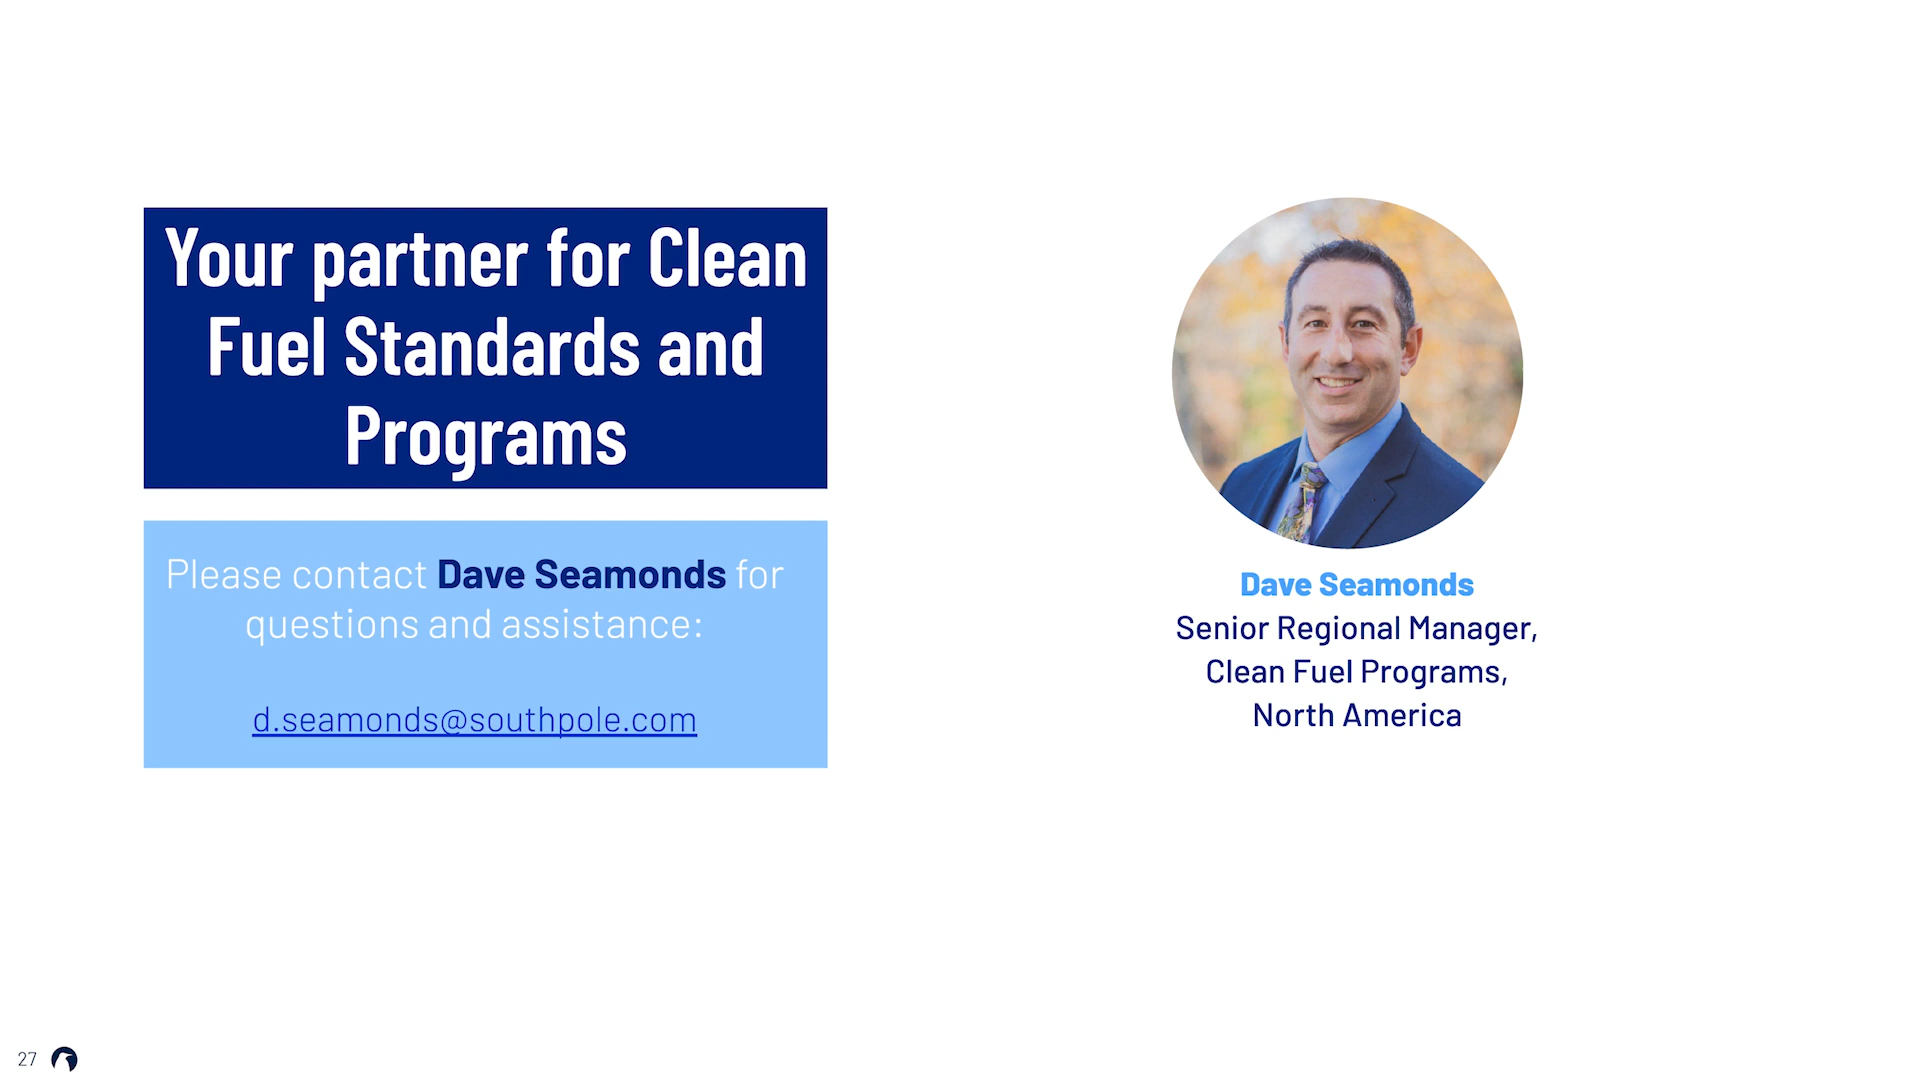 Your partner for Clean
Fuel Standards and
Programs
Please contact Dave Seamonds for
questions and assistance:
d.seamonds@southpole.com
Dave Seamonds
Senior Regional Manager,
Clean Fuel Programs,
North America
27